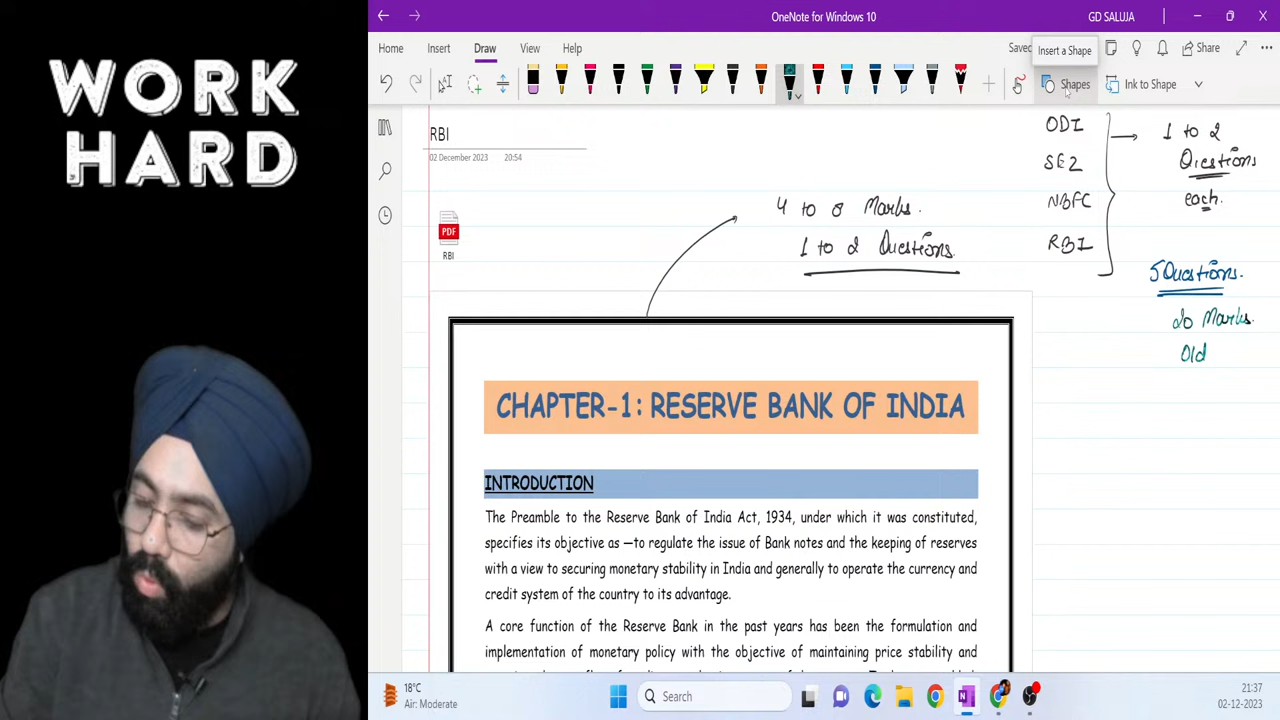 WORK
HARD
OneNote for Windows 10
GD SALUJA
Home
Insert
Draw
View
Help
Saved
Insert a Shape
Share
Shapes
Ink to Shape
RBI
02 December 2023
20:54
PDF
RBI
4 to 8 Marks.
1 to 2 Questions.
ODI
SEZ
NBFC
RBI
1 to 2
Questions
each.
5 Questions.
20 Marks.
Old
CHAPTER-1: RESERVE BANK OF INDIA
INTRODUCTION
The Preamble to the Reserve Bank of India Act, 1934, under which it was constituted,
specifies its objective as ―to regulate the issue of Bank notes and the keeping of reserves
with a view to securing monetary stability in India and generally to operate the currency and
credit system of the country to its advantage.
A core function of the Reserve Bank in the past years has been the formulation and
implementation of monetary policy with the objective of maintaining price stability and
18°C
Air: Moderate
Search
21:37
02-12-2023